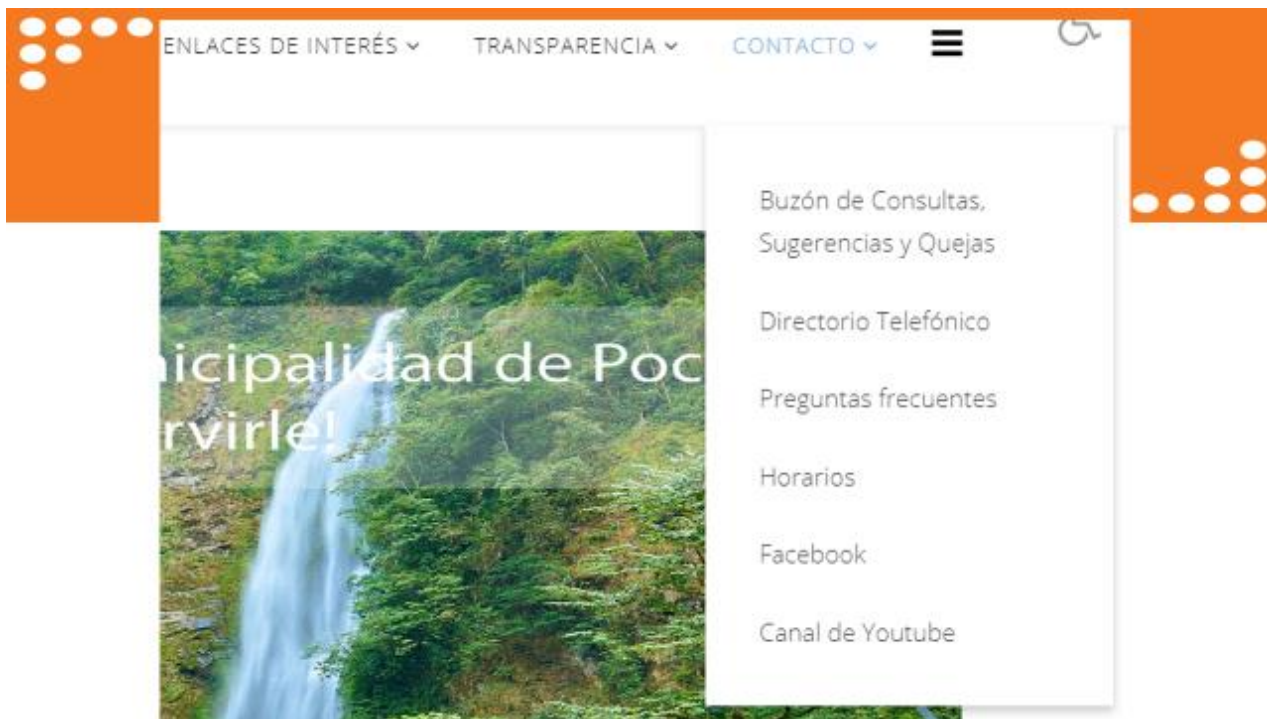 ENLACES DE INTERÉS
TRANSPARENCIA
CONTACTO
Buzón de Consultas,
Sugerencias y Quejas
Directorio Telefónico
Preguntas frecuentes
Horarios
Facebook
Canal de Youtube
nicipalidad de Poc
rvirle!